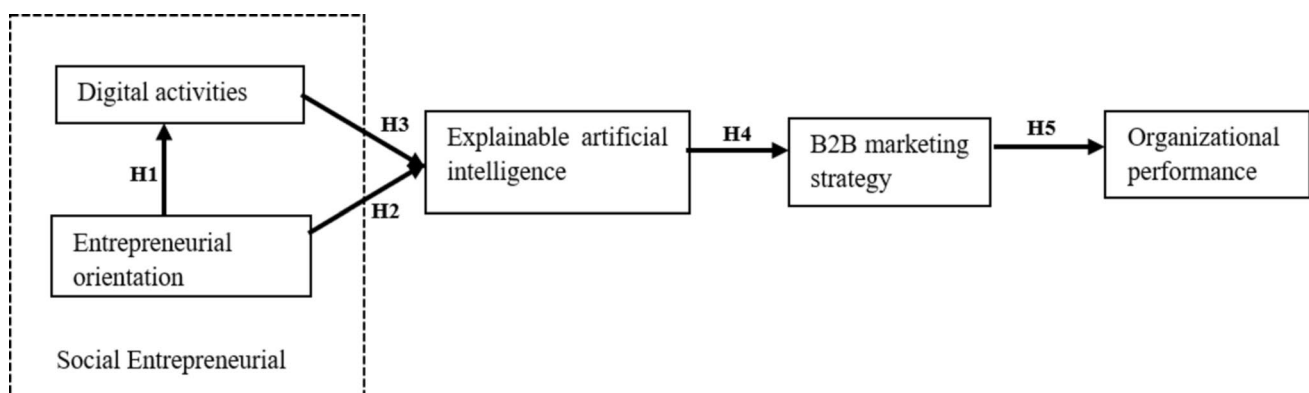 Digital activities
H1
Entrepreneurial
orientation
Social Entrepreneurial
H3
H2
Explainable artificial
intelligence
H4
B2B marketing
strategy
H5
Organizational
performance